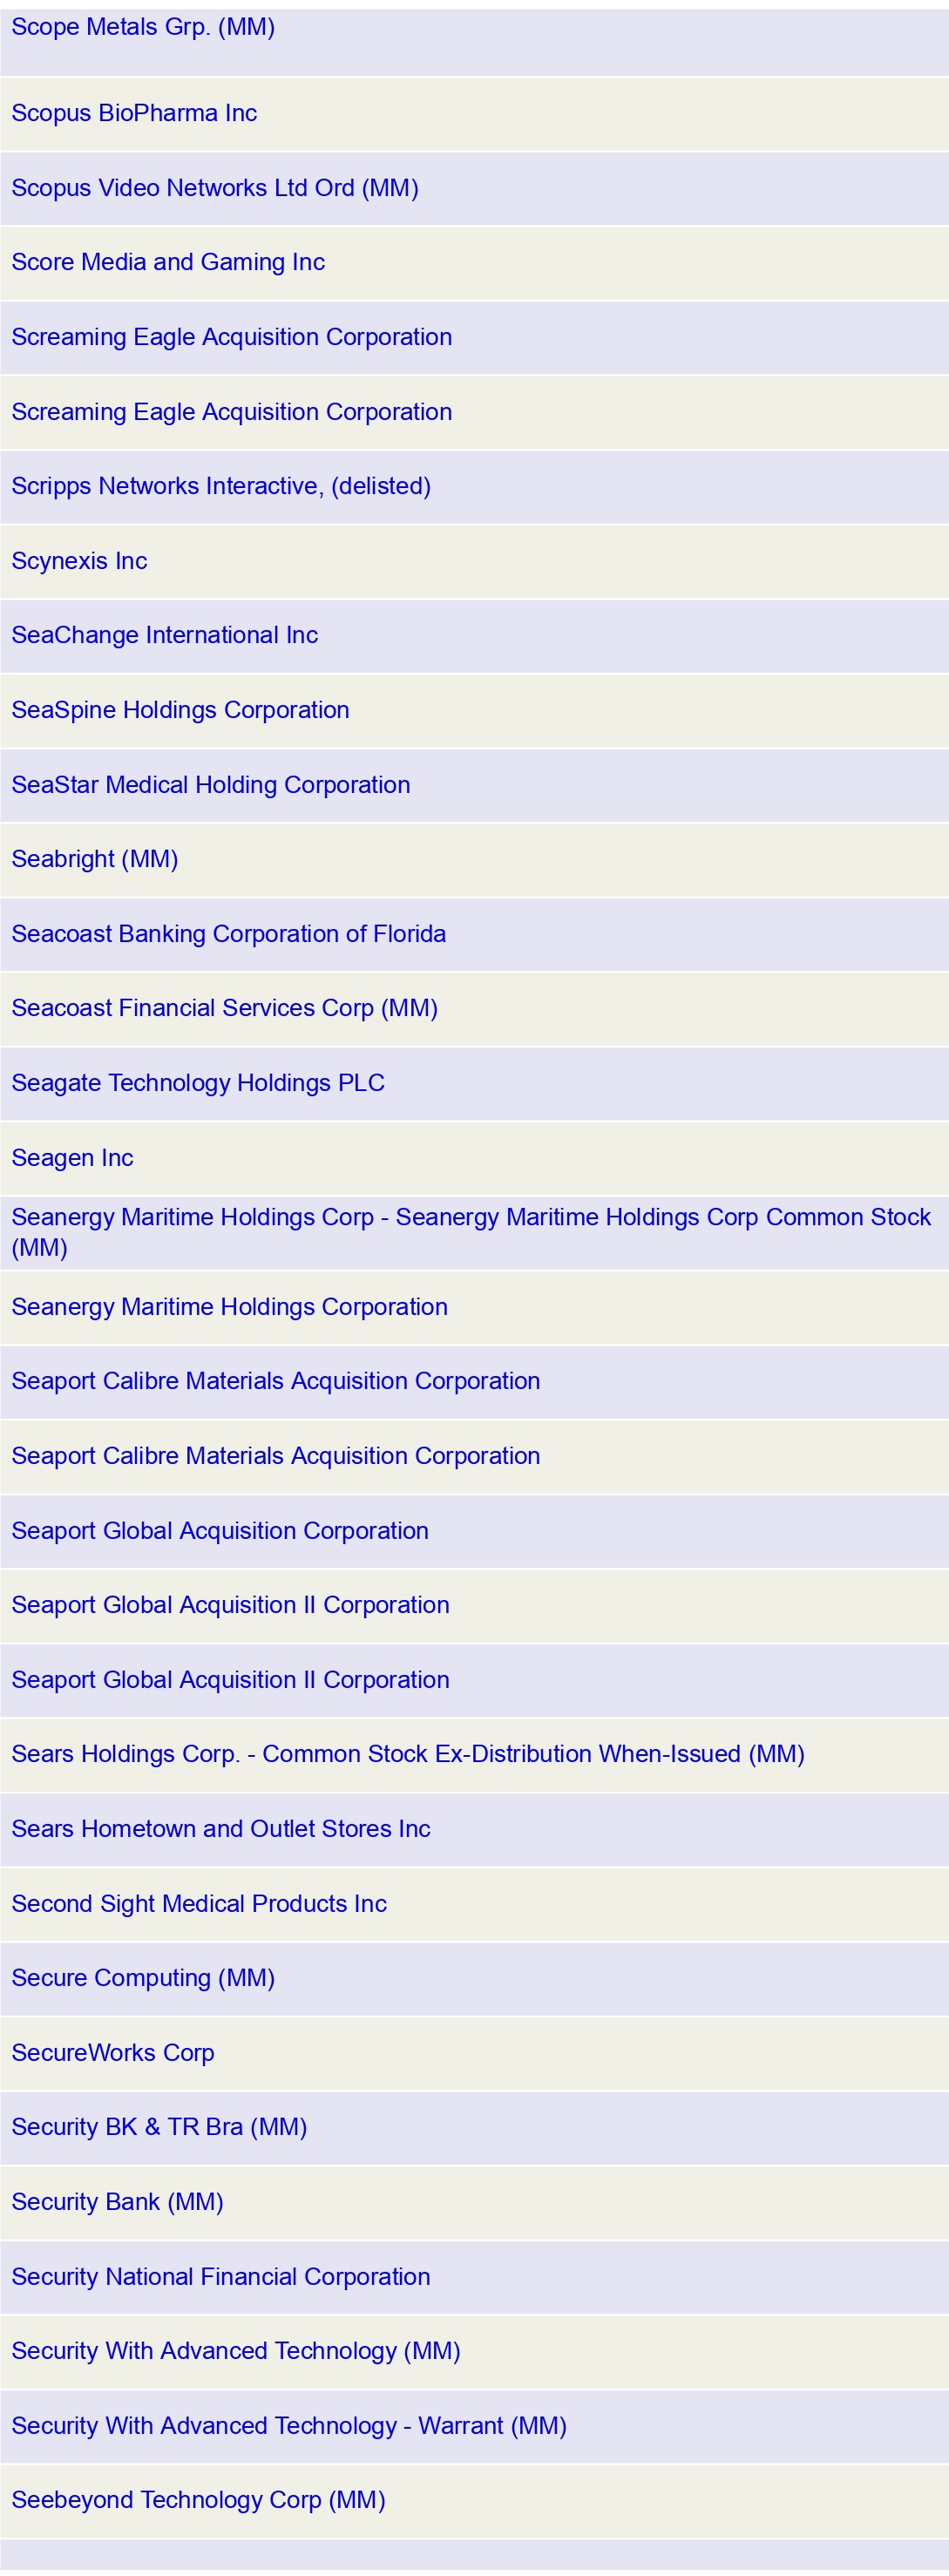 Scope Metals Grp. (MM)
Scopus BioPharma Inc
Scopus Video Networks Ltd Ord (MM)
Score Media and Gaming Inc
Screaming Eagle Acquisition Corporation
Screaming Eagle Acquisition Corporation
Scripps Networks Interactive, (delisted)
Scynexis Inc
SeaChange International Inc
SeaSpine Holdings Corporation
SeaStar Medical Holding Corporation
Seabright (MM)
Seacoast Banking Corporation of Florida
Seacoast Financial Services Corp (MM)
Seagate Technology Holdings PLC
Seagen Inc
Seanergy Maritime Holdings Corp - Seanergy Maritime Holdings Corp Common Stock
(MM)
Seanergy Maritime Holdings Corporation
Seaport Calibre Materials Acquisition Corporation
Seaport Calibre Materials Acquisition Corporation
Seaport Global Acquisition Corporation
Seaport Global Acquisition II Corporation
Seaport Global Acquisition II Corporation
Sears Holdings Corp. - Common Stock Ex-Distribution When-Issued (MM)
Sears Hometown and Outlet Stores Inc
Second Sight Medical Products Inc
Secure Computing (MM)
SecureWorks Corp
Security BK & TR Bra (MM)
Security Bank (MM)
Security National Financial Corporation
Security With Advanced Technology (MM)
Security With Advanced Technology - Warrant (MM)
Seebeyond Technology Corp (MM)